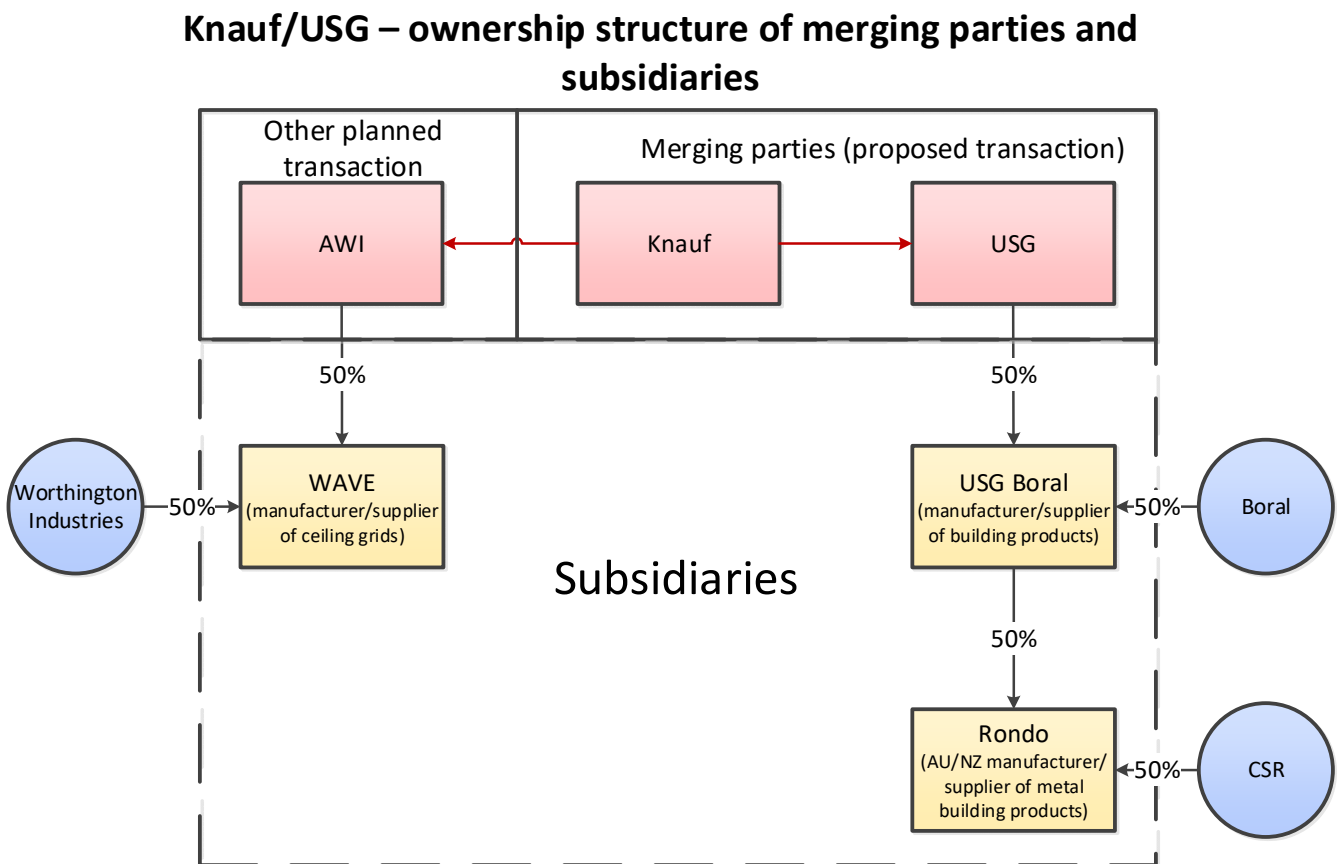 Knauf/USG – ownership structure of merging parties and
subsidiaries
Other planned
transaction
Merging parties (proposed transaction)
AWI
Knauf
USG
50%
50%
Worthington
Industries
50%
WAVE
(manufacturer/supplier
of ceiling grids)
USG Boral
(manufacturer/supplier
of building products)
50%
Boral
Subsidiaries
50%
Rondo
(AU/NZ manufacturer/
supplier of metal
building products)
50%
CSR